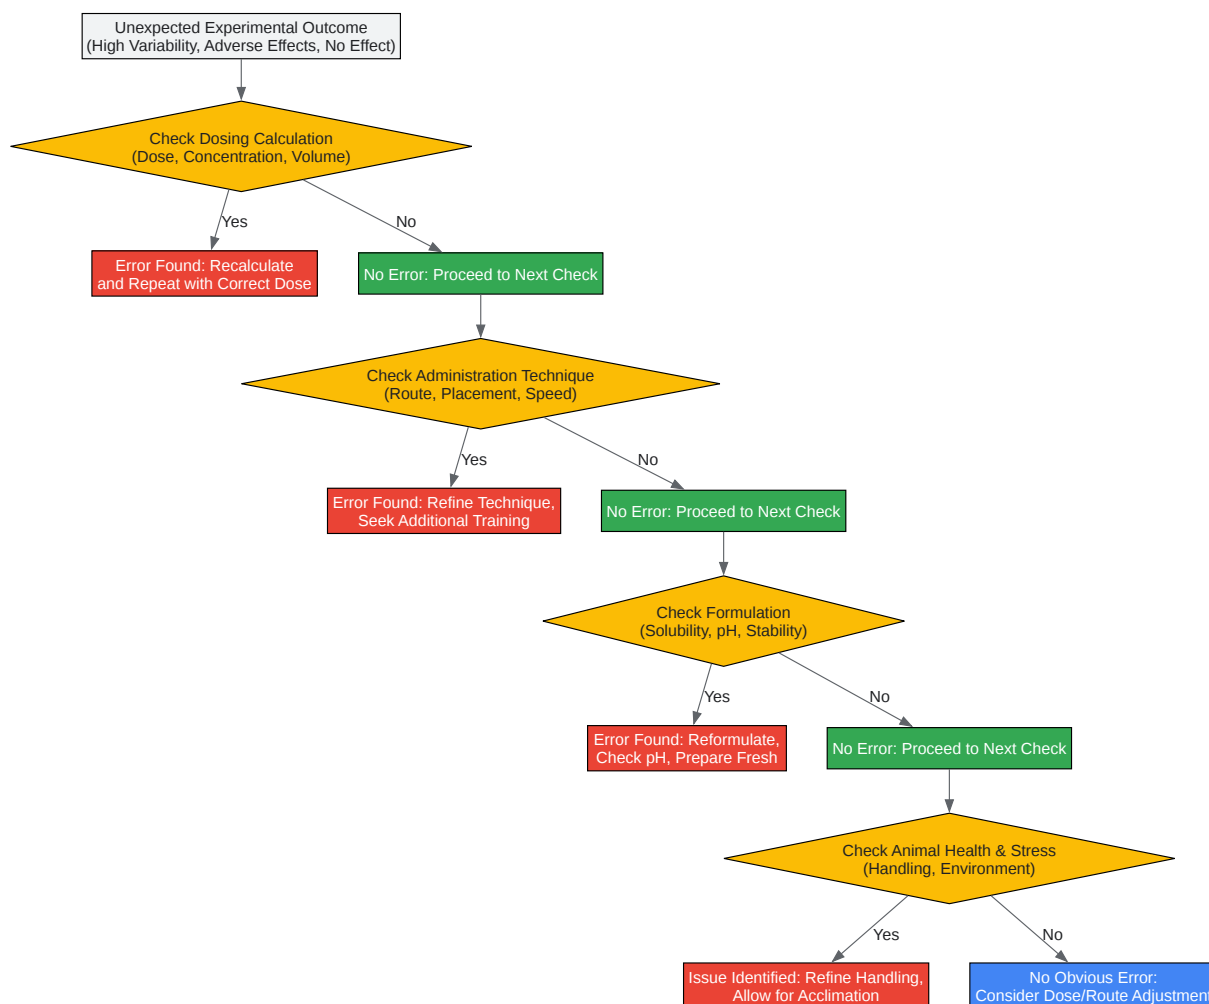 Unexpected Experimental Outcome
(High Variability, Adverse Effects, No Effect)
Check Dosing Calculation
(Dose, Concentration, Volume)
Yes
No
Error Found: Recalculate
and Repeat with Correct Dose
No Error: Proceed to Next Check
Check Administration Technique
(Route, Placement, Speed)
Yes
No
Error Found: Refine Technique,
Seek Additional Training
No Error: Proceed to Next Check
Check Formulation
(Solubility, pH, Stability)
Yes
No
Error Found: Reformulate,
Check pH, Prepare Fresh
No Error: Proceed to Next Check
Check Animal Health & Stress
(Handling, Environment)
Yes
No
Issue Identified: Refine Handling,
Allow for Acclimation
No Obvious Error:
Consider Dose/Route Adjustment